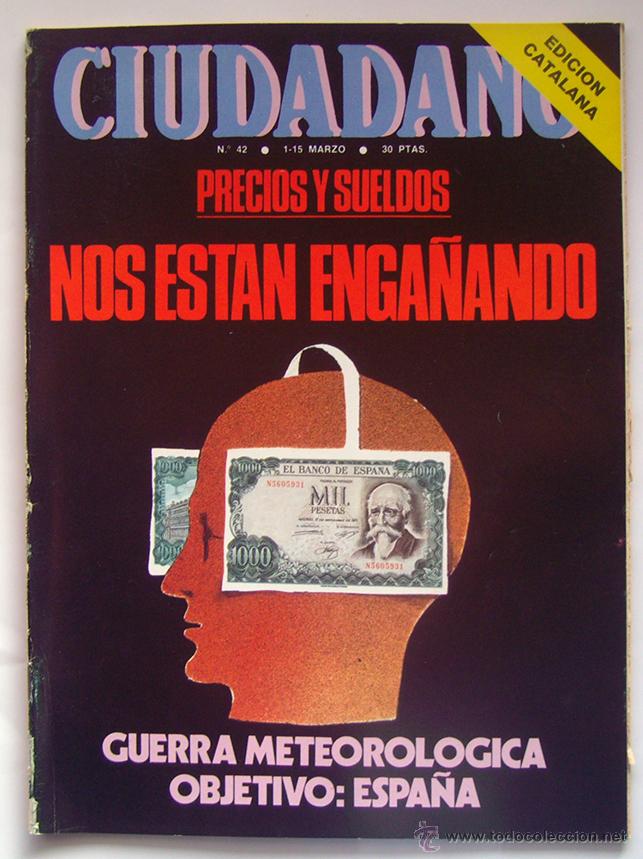 CIUDADANO
EDICION
CATALANA
N.° 42 ● 1-15 MARZO ● 30 PTAS.
PRECIOS Y SUELDOS
NOS ESTAN ENGAÑANDO
1000
1000
1000 EL BANCO DE ESPAÑA 1000
N5605931
MIL
PESETAS
1000
N5605931
GUERRA METEOROLOGICA
OBJETIVO: ESPAÑA
www.todocoleccion.net